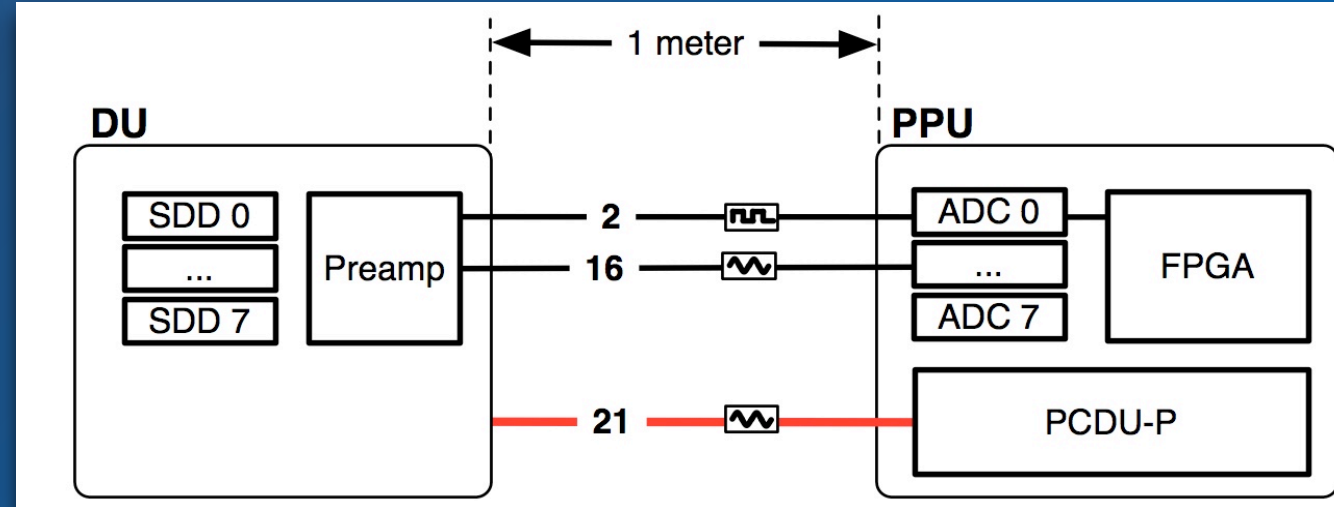 1 meter
DU
PPU
SDD 0
...
SDD 7
Preamp
2
16
21
ADC 0
...
ADC 7
FPGA
PCDU-P